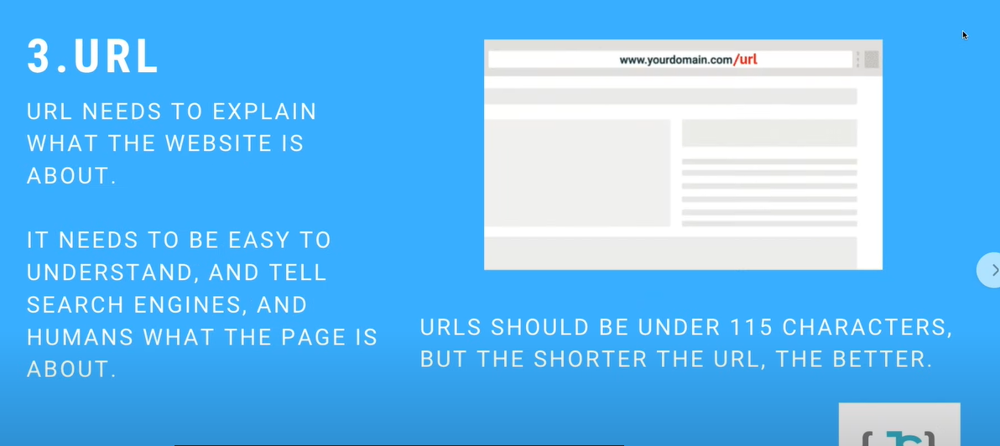 3.URL
URL NEEDS TO EXPLAIN
WHAT THE WEBSITE IS
ABOUT.
IT NEEDS TO BE EASY TO
UNDERSTAND, AND TELL
SEARCH ENGINES, AND
HUMANS WHAT THE PAGE IS
ABOUT.
www.yourdomain.com/url
URLS SHOULD BE UNDER 115 CHARACTERS,
BUT THE SHORTER THE URL, THE BETTER.